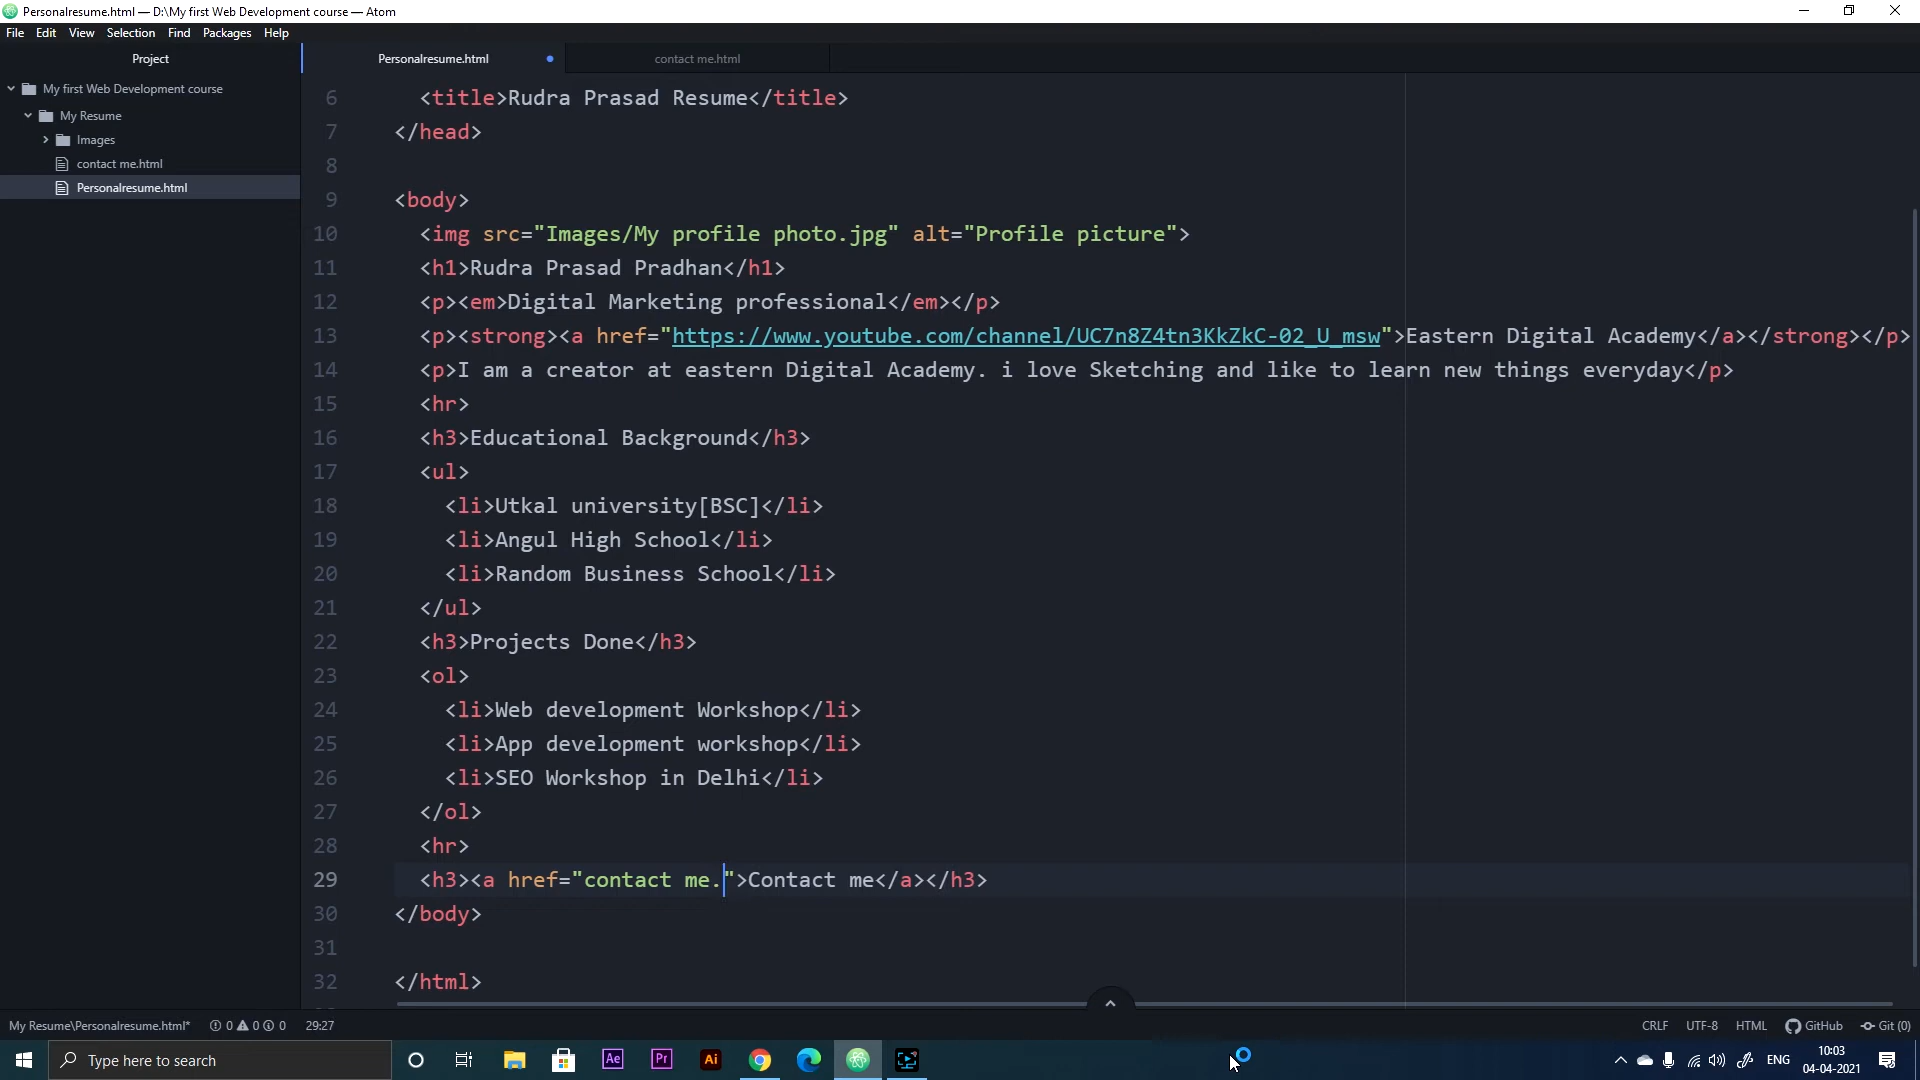 Personalresume.html — D:\My first Web Development course — Atom
File Edit View Selection Find Packages Help
Project
My first Web Development course
My Resume
Images
contact me.html
Personalresume.html
Personalresume.html
contact me.html
6 <title>Rudra Prasad Resume</title>
7 </head>
8
9 <body>
10 <img src="Images/My profile photo.jpg" alt="Profile picture">
11 <h1>Rudra Prasad Pradhan</h1>
12 <p><em>Digital Marketing professional</em></p>
13 <p><strong><a href="https://www.youtube.com/channel/UC7n8Z4tn3KkZkC-02_U_msw">Eastern Digital Academy</a></strong></p>
14 <p>I am a creator at eastern Digital Academy. i love Sketching and like to learn new things everyday</p>
15 <hr>
16 <h3>Educational Background</h3>
17 <ul>
18 <li>Utkal university[BSC]</li>
19 <li>Angul High School</li>
20 <li>Random Business School</li>
21 </ul>
22 <h3>Projects Done</h3>
23 <ol>
24 <li>Web development Workshop</li>
25 <li>App development workshop</li>
26 <li>SEO Workshop in Delhi</li>
27 </ol>
28 <hr>
29 <h3><a href="contact me.">Contact me</a></h3>
30 </body>
31
32 </html>
My Resume\Personalresume.html* 0 0 0 29:27
CRLF UTF-8 HTML GitHub Git (0)
Type here to search
Ae Pr Ai
ENG
10:03
04-04-2021